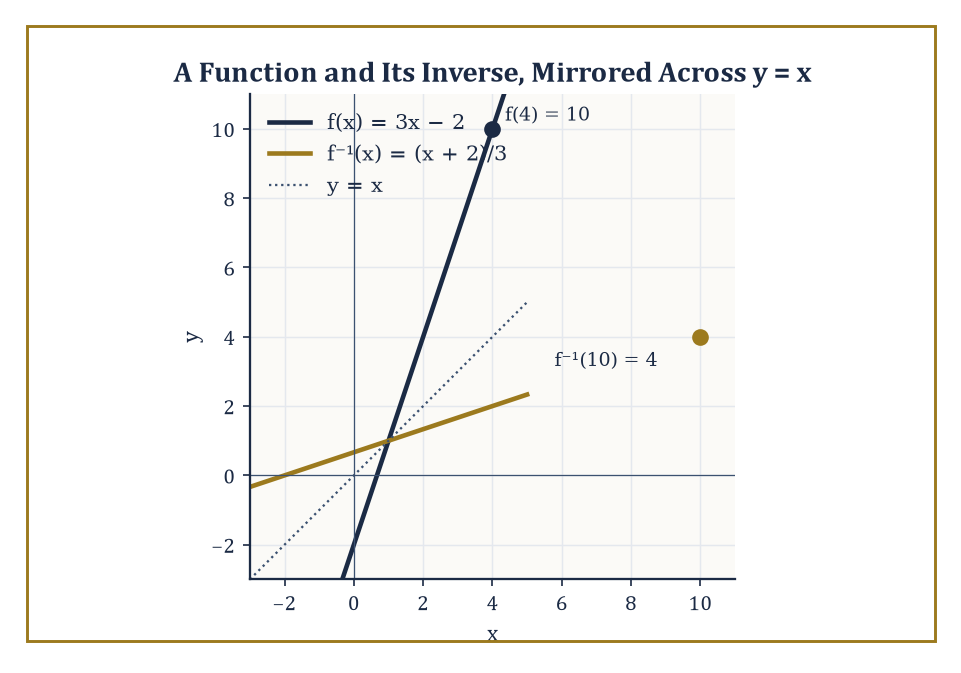 A Function and Its Inverse, Mirrored Across y = x
f(x) = 3x − 2
f⁻¹(x) = (x + 2)/3
y = x
f(4) = 10
f⁻¹(10) = 4
y
10
8
6
4
2
0
−2
−2 0 2 4 6 8 10
x